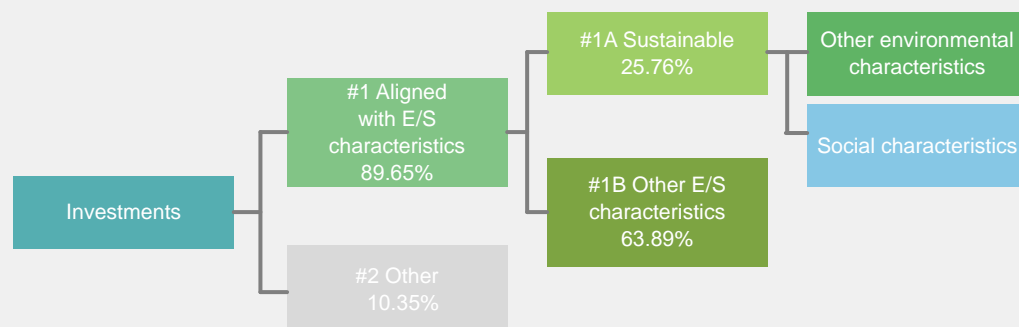 Investments
#1 Aligned
with E/S
characteristics
89.65%
#2 Other
10.35%
#1A Sustainable
25.76%
#1B Other E/S
characteristics
63.89%
Other environmental
characteristics
Social characteristics